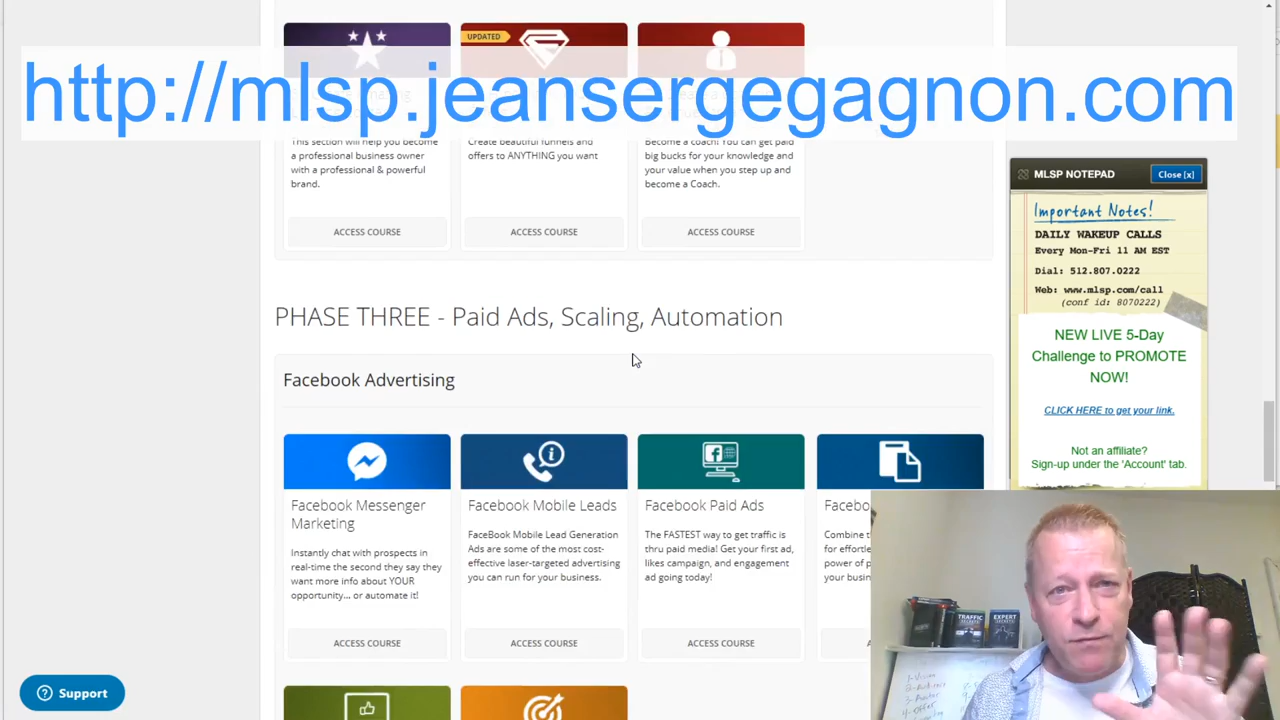 UPDATED
http://mlsp.jeansergegagnon.com
This section will help you become
a professional business owner
with a professional & powerful
brand.
Create beautiful funnels and
offers to ANYTHING you want
Become a coach! You can get paid
big bucks for your knowledge and
your value when you step up and
become a Coach.
ACCESS COURSE
ACCESS COURSE
ACCESS COURSE
MLSP NOTEPAD
Close [x]
Important Notes!
DAILY WAKEUP CALLS
Every Mon-Fri 11 AM EST
Dial: 512.807.0222
Web: www.mlsp.com/call
(conf id: 8070222)
NEW LIVE 5-Day
Challenge to PROMOTE
NOW!
CLICK HERE to get your link.
Not an affiliate?
Sign-up under the 'Account' tab.
PHASE THREE - Paid Ads, Scaling, Automation
Facebook Advertising
Facebook Messenger
Marketing
Instantly chat with prospects in
real-time the second they say they
want more info about YOUR
opportunity... or automate it!
ACCESS COURSE
Facebook Mobile Leads
FaceBook Mobile Lead Generation
Ads are some of the most cost-
effective laser-targeted advertising
you can run for your business.
ACCESS COURSE
Facebook Paid Ads
The FASTEST way to get traffic is
thru paid media! Get your first ad,
likes campaign, and engagement
ad going today!
ACCESS COURSE
Combine
for
power of
your
TRAFFIC
SECRETS
EXPERT
SECRETS
Support